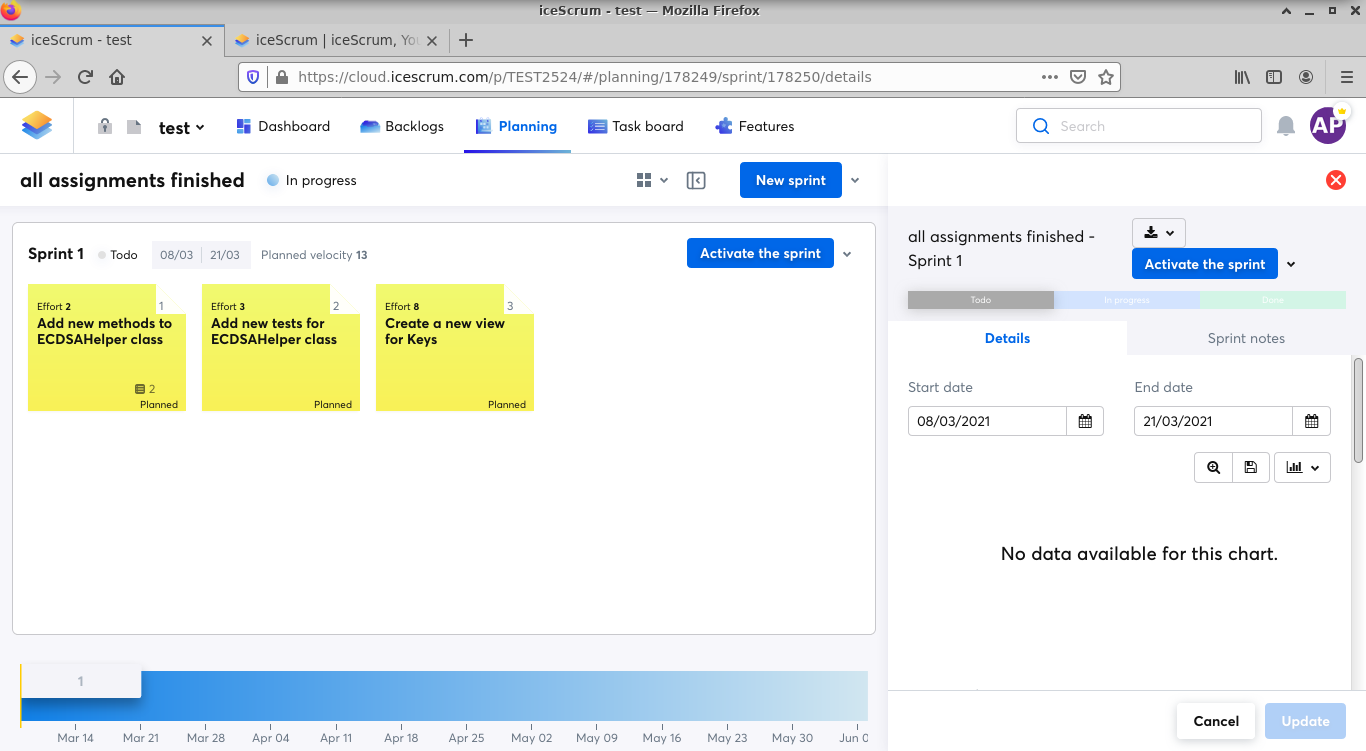 iceScrum - test — Mozilla Firefox
iceScrum - test
iceScrum | iceScrum, You
https://cloud.icescrum.com/p/TEST2524/#/planning/178249/sprint/178250/details
test
Dashboard
Backlogs
Planning
Task board
Features
Search
AP
all assignments finished
In progress
New sprint
Sprint 1
Todo
08/03
21/03
Planned velocity 13
Activate the sprint
Effort 2
1
Add new methods to
ECDSAHelper class
2
Planned
Effort 3
2
Add new tests for
ECDSAHelper class
Planned
Effort 8
3
Create a new view
for Keys
Planned
1
Mar 14
Mar 21
Mar 28
Apr 04
Apr 11
Apr 18
Apr 25
May 02
May 09
May 16
May 23
May 30
Jun 0
all assignments finished -
Sprint 1
Activate the sprint
Todo
In progress
Done
Details
Sprint notes
Start date
End date
08/03/2021
21/03/2021
No data available for this chart.
Cancel
Update